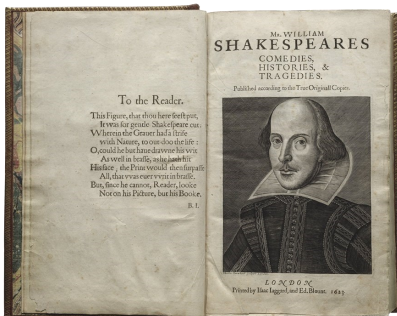 To the Reader.
This Figure, that thou here seest put,
It was for gentle Shakespeare cut;
Wherein the Grauer had a strife
with Nature, to out-doo the life:
O, could he but haue drawne his wit
As well in brasse, as he hath hit
His face, the Print would then surpasse
All, that vvas euer vvrit in brasse.
But, since he cannot, Reader, looke
Not on his Picture, but his Booke.
B. I.
Mr. WILLIAM
SHAKESPEARES
COMEDIES,
HISTORIES, &
TRAGEDIES.
Published according to the True Originall Copies.
LONDON
Printed by Isaac Iaggard, and Ed. Blount. 1623